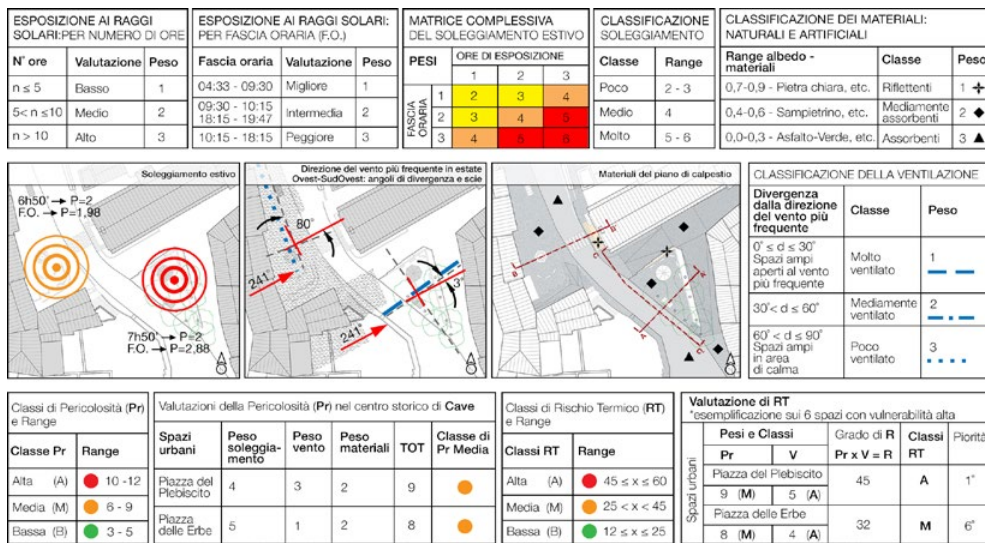 ESPOSIZIONE AI RAGGI
SOLARI:PER NUMERO DI ORE
N° ore Valutazione Peso
n ≤ 5 Basso 1
5< n ≤10 Medio 2
n > 10 Alto 3
ESPOSIZIONE AI RAGGI SOLARI:
PER FASCIA ORARIA (F.O.)
Fascia oraria Valutazione Peso
04:33 - 09:30 Migliore 1
09:30 - 10:15
18:15 - 19:47 Intermedia 2
10:15 - 18:15 Peggiore 3
MATRICE COMPLESSIVA
DEL SOLEGGIAMENTO ESTIVO
PESI ORE DI ESPOSIZIONE
1 2 3
FASCIA
ORARIA
1 2 3 4
2 3 4 5
3 4 5 6
CLASSIFICAZIONE
SOLEGGIAMENTO
Classe Range
Poco 2 - 3
Medio 4
Molto 5 - 6
CLASSIFICAZIONE DEI MATERIALI:
NATURALI E ARTIFICIALI
Range albedo -
materiali Classe Peso
0,7-0,9 - Pietra chiara, etc. Riflettenti 1
0,4-0,6 - Sampietrino, etc. Mediamente
assorbenti 2
0,0-0,3 - Asfalto-Verde, etc. Assorbenti 3
Soleggiamento estivo
6h50' → P=2
F.O. → P=1,98
7h50' → P=2
F.O. → P=2,88
Direzione del vento più frequente in estate
Ovest-SudOvest: angoli di divergenza e scie
80°
241°
3°
241°
Materiali del piano di calpestio
B
B'
C
A'
A
C'
CLASSIFICAZIONE DELLA VENTILAZIONE
Divergenza
dalla direzione
del vento più
frequente
Classe Peso
0° ≤ d ≤ 30°
Spazi ampi
aperti al vento
più frequente
Molto
ventilato
1
30°< d ≤ 60°
Mediamente
ventilato
2
60° < d ≤ 90°
Spazi ampi
in area
di calma
Poco
ventilato
3
Classi di Pericolosità (Pr)
e Range
Classe Pr Range
Alta (A) 10 -12
Media (M) 6 - 9
Bassa (B) 3 - 5
Valutazioni della Pericolosità (Pr) nel centro storico di Cave
Spazi
urbani
Peso
soleggia-
mento
Peso
vento
Peso
materiali
TOT
Classe di
Pr Media
Piazza del
Plebiscito 4 3 2 9
Piazza
delle Erbe 5 1 2 8
Classi di Rischio Termico (RT)
e Range
Classi RT Range
Alta (A) 45 ≤ x ≤ 60
Media (M) 25 < x < 45
Bassa (B) 12 ≤ x ≤ 25
Valutazione di RT
*esemplificazione sui 6 spazi con vulnerabilità alta
Pesi e Classi Grado di R Classi Piorità
Pr V Pr x V = R RT
Spazi urbani
Piazza del Plebiscito
9 (M) 5 (A) 45 A 1°
Piazza delle Erbe
8 (M) 4 (A) 32 M 6°